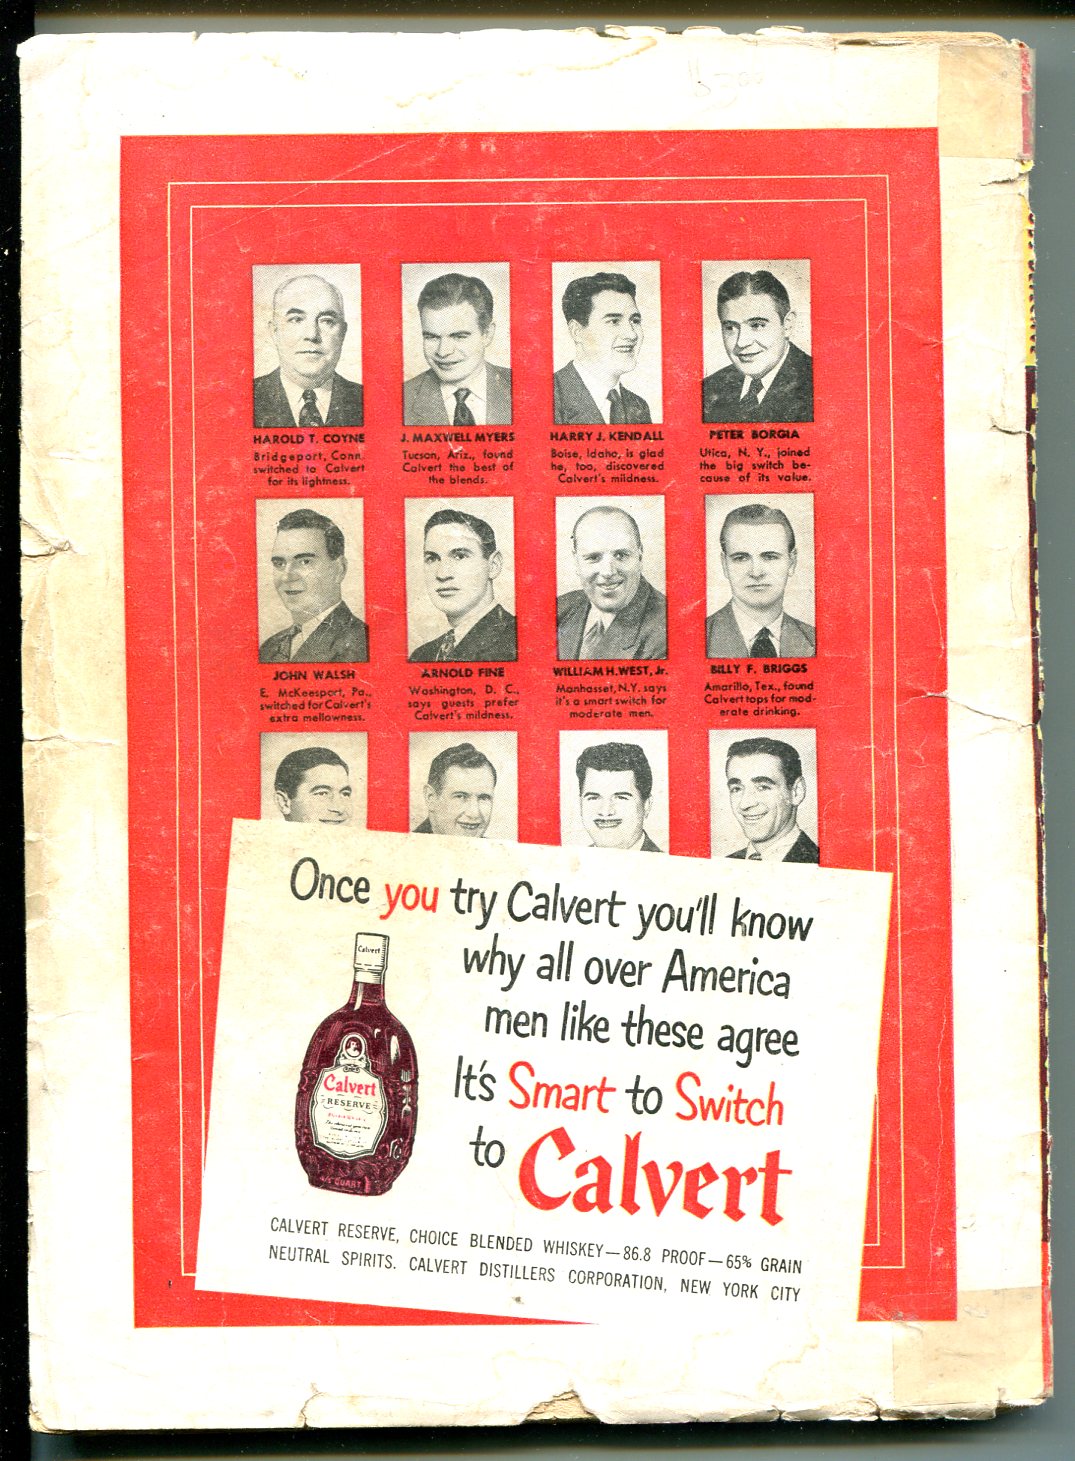 HAROLD T. COYNE
Bridgeport, Conn.
switched to Calvert
for its lightness.
J. MAXWELL MYERS
Tucson, Ariz., found
Calvert the best of
the blends.
HARRY J. KENDALL
Boise, Idaho, is glad
he, too, discovered
Calvert's mildness.
PETER BORGIA
Utica, N. Y., joined
the big switch be-
cause of its value.
JOHN WALSH
E. McKeesport, Pa.,
switched for Calvert's
extra mellowness.
ARNOLD FINE
Washington, D. C.,
says guests prefer
Calvert's mildness.
WILLIAM H. WEST, Jr.
Manhasset, N.Y. says
it's a smart switch for
moderate men.
BILLY F. BRIGGS
Amarillo, Tex., found
Calvert tops for mod-
erate drinking.
Once you try Calvert you'll know
why all over America
men like these agree
It's Smart to Switch
to Calvert
Calvert
Calvert
RESERVE
4/5 QUART
CALVERT RESERVE, CHOICE BLENDED WHISKEY—86.8 PROOF—65% GRAIN
NEUTRAL SPIRITS. CALVERT DISTILLERS CORPORATION, NEW YORK CITY